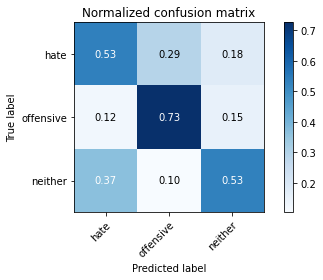 Normalized confusion matrix
True label
hate
0.53 0.29 0.18
offensive
0.12 0.73 0.15
neither
0.37 0.10 0.53
hate
offensive
neither
Predicted label
0.7
0.6
0.5
0.4
0.3
0.2